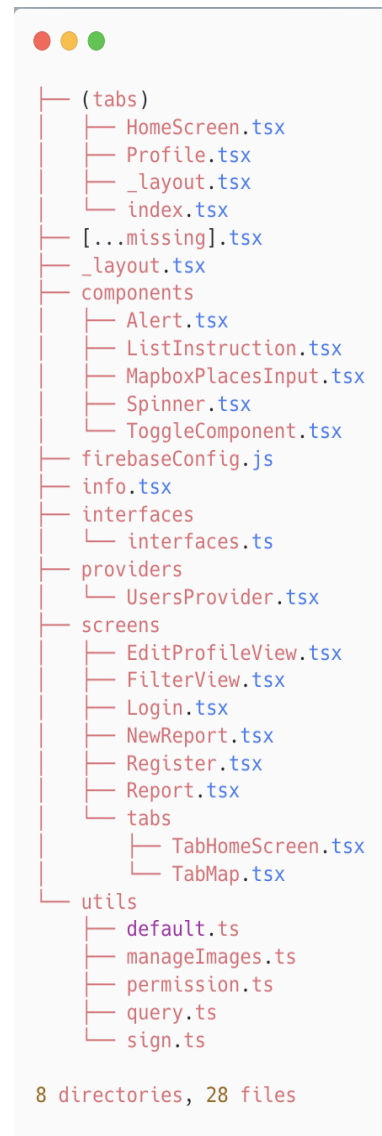 ├── (tabs)
│   ├── HomeScreen.tsx
│   ├── Profile.tsx
│   ├── _layout.tsx
│   └── index.tsx
├── [...missing].tsx
├── _layout.tsx
├── components
│   ├── Alert.tsx
│   ├── ListInstruction.tsx
│   ├── MapboxPlacesInput.tsx
│   ├── Spinner.tsx
│   └── ToggleComponent.tsx
├── firebaseConfig.js
├── info.tsx
├── interfaces
│   └── interfaces.ts
├── providers
│   └── UsersProvider.tsx
├── screens
│   ├── EditProfileView.tsx
│   ├── FilterView.tsx
│   ├── Login.tsx
│   ├── NewReport.tsx
│   ├── Register.tsx
│   ├── Report.tsx
│   └── tabs
│       ├── TabHomeScreen.tsx
│       └── TabMap.tsx
└── utils
    ├── default.ts
    ├── manageImages.ts
    ├── permission.ts
    ├── query.ts
    └── sign.ts
8 directories, 28 files